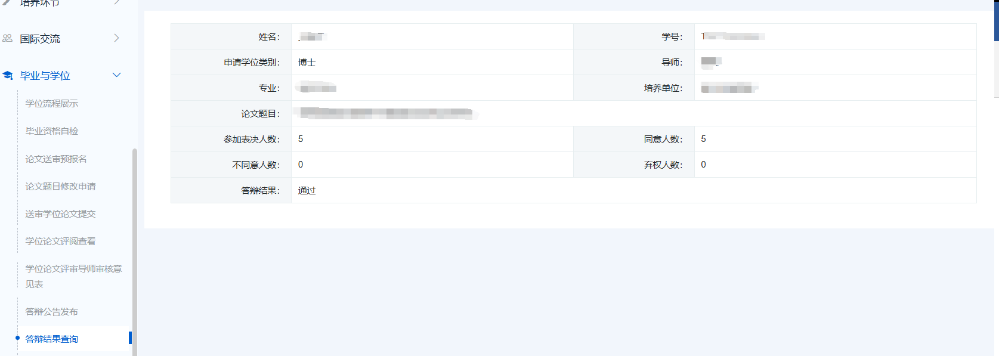 培养环节
国际交流
毕业与学位
学位流程展示
毕业资格自检
论文送审预报名
论文题目修改申请
送审学位论文提交
学位论文评阅查看
学位论文评审导师审核意
见表
答辩公告发布
答辩结果查询
姓名:
学号:
申请学位类别: 博士
导师:
专业:
培养单位:
论文题目:
参加表决人数: 5
同意人数: 5
不同意人数: 0
弃权人数: 0
答辩结果: 通过